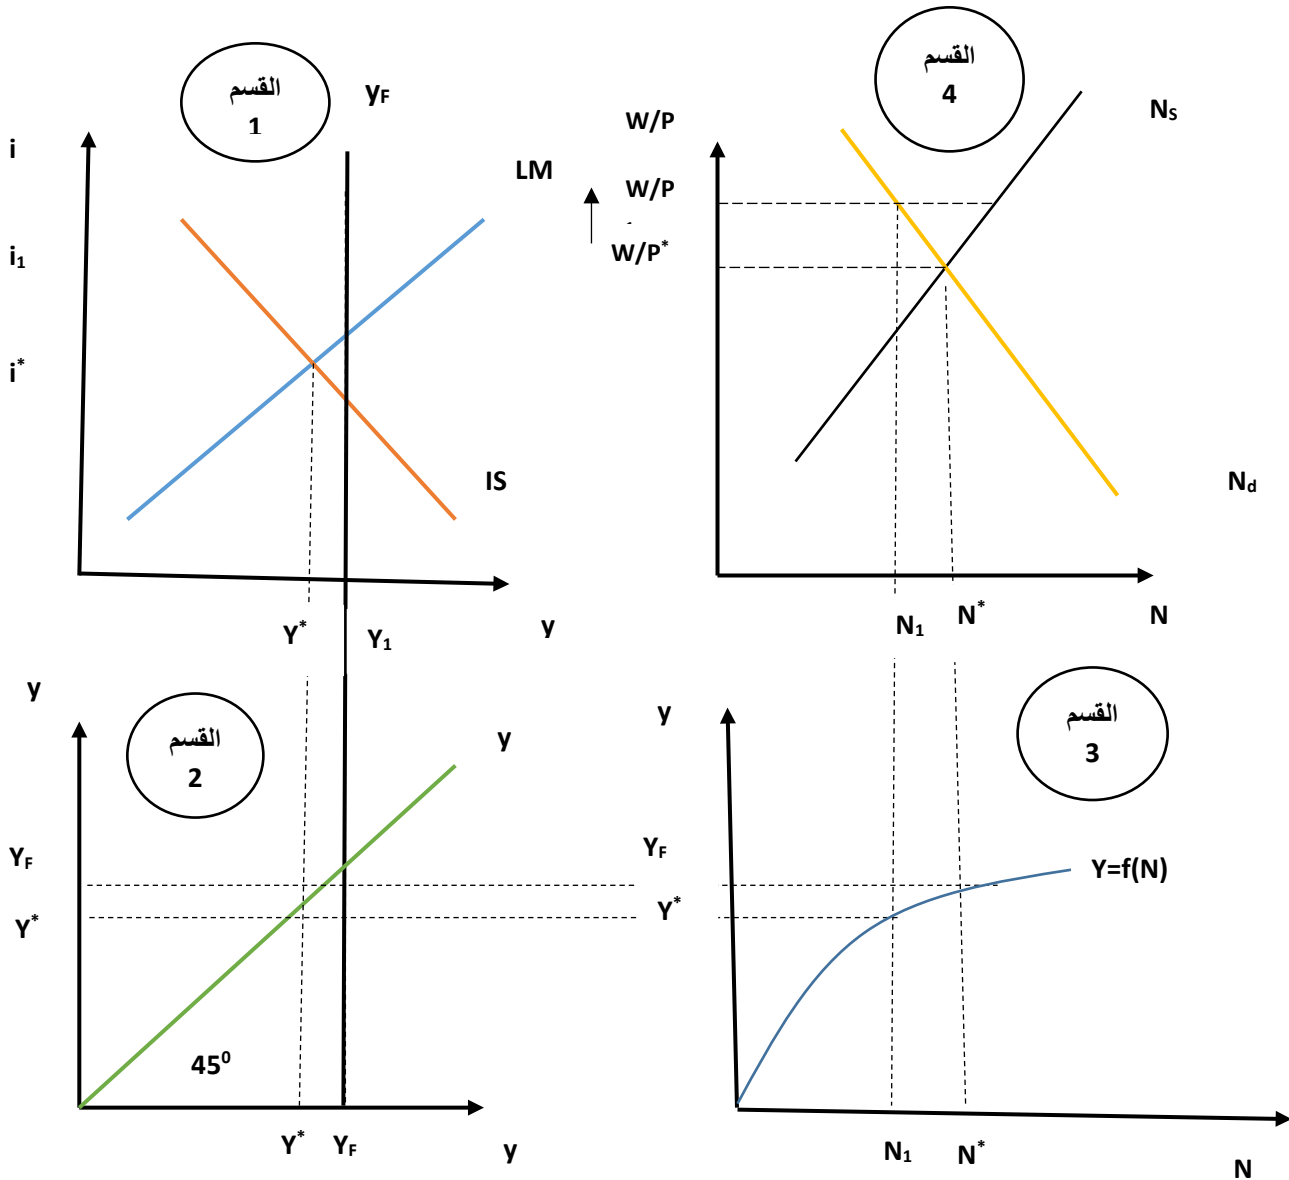 القسم
1
yF
i
LM
i1
i*
IS
Y*
Y1
y
القسم
4
W/P
NS
W/P
W/P*
Nd
N1
N*
N
y
القسم
2
y
YF
Y*
45⁰
Y*
YF
y
القسم
3
y
YF
Y=f(N)
Y*
N1
N*
N